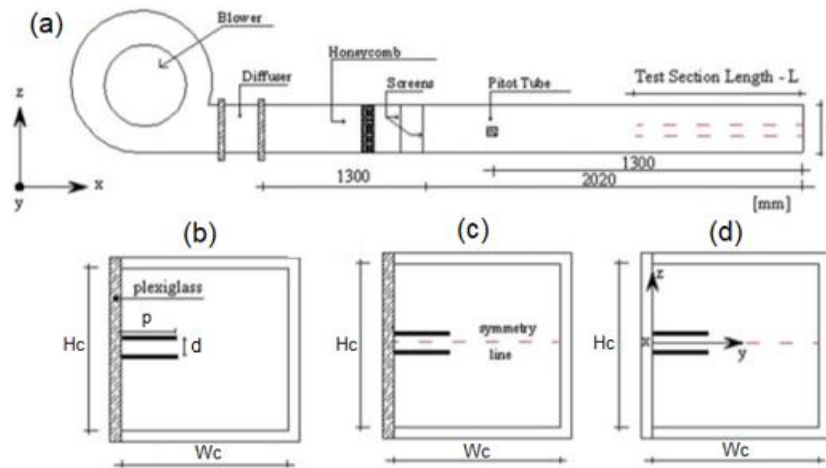 (a)
Blower
Honeycomb
Diffuser
Screens
Pitot Tube
Test Section Length - L
z
x
y
1300
1300
2020
[mm]
(b)
(c)
(d)
plexiglass
p
d
Hc
Wc
symmetry
line
Hc
Wc
z
x
y
Hc
Wc